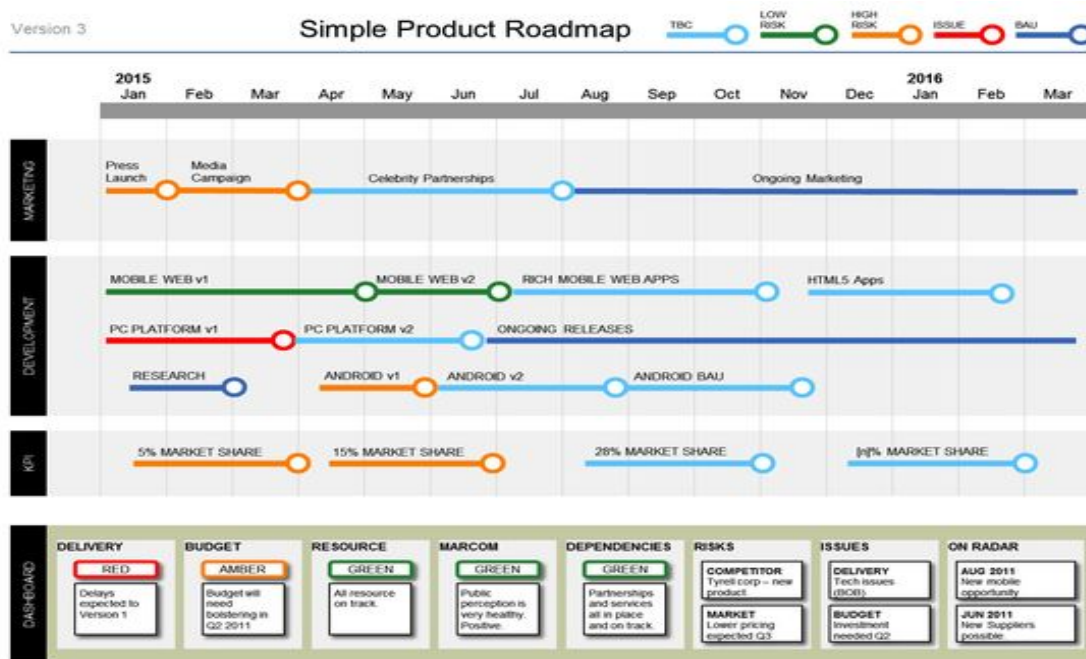 Version 3
Simple Product Roadmap
TBC
LOW
RISK
HIGH
RISK
ISSUE
BAU
2015
2016
Jan Feb Mar Apr May Jun Jul Aug Sep Oct Nov Dec Jan Feb Mar
MARKETING
Press
Launch
Media
Campaign
Celebrity Partnerships
Ongoing Marketing
DEVELOPMENT
MOBILE WEB v1
MOBILE WEB v2
RICH MOBILE WEB APPS
HTML5 Apps
PC PLATFORM v1
PC PLATFORM v2
ONGOING RELEASES
RESEARCH
ANDROID v1
ANDROID v2
ANDROID BAU
KPI
5% MARKET SHARE
15% MARKET SHARE
28% MARKET SHARE
[n]% MARKET SHARE
DASHBOARD
DELIVERY
RED
Delays
expected to
Version 1
BUDGET
AMBER
Budget will
need
bolstering in
Q2 2011
RESOURCE
GREEN
All resource
on track.
MARCOM
GREEN
Public
perception is
very healthy.
Positive.
DEPENDENCIES
GREEN
Partnerships
and services
all in place
and on track.
RISKS
COMPETITOR
Tyrell corp – new
product
MARKET
Lower pricing
expected Q3
ISSUES
DELIVERY
Tech issues
(BOB)
BUDGET
Investment
needed Q2
ON RADAR
AUG 2011
New mobile
opportunity
JUN 2011
New Suppliers
possible